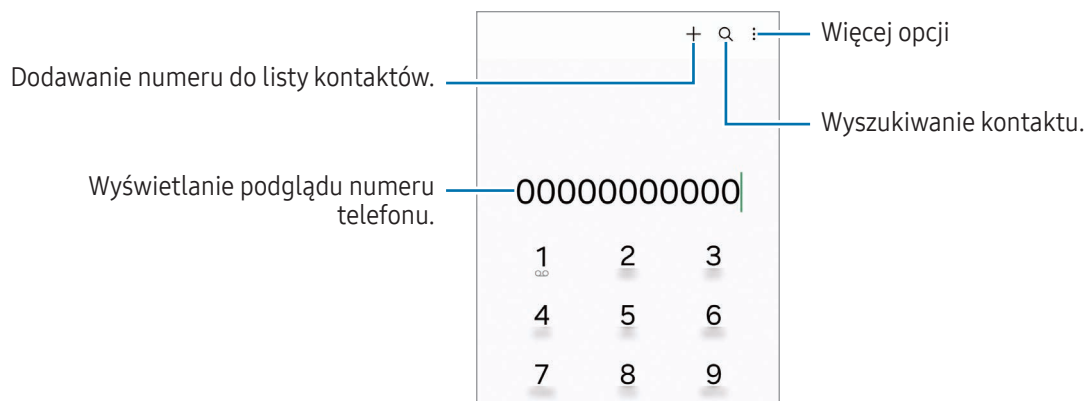 Więcej opcji
Dodawanie numeru do listy kontaktów.
Wyszukiwanie kontaktu.
Wyświetlanie podglądu numeru
telefonu.
00000000000
1 2 3
4 5 6
7 8 9